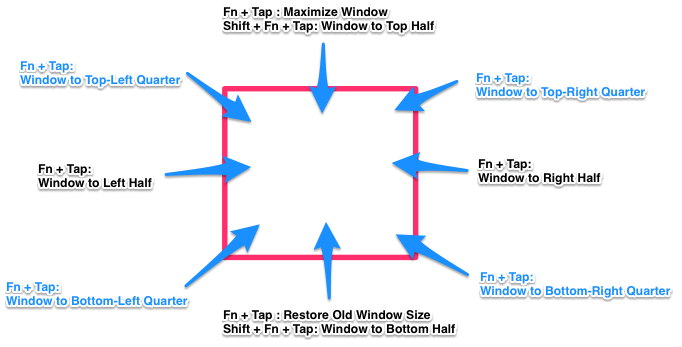 Fn + Tap : Maximize Window
Shift + Fn + Tap: Window to Top Half
Fn + Tap:
Window to Top-Left Quarter
Fn + Tap:
Window to Top-Right Quarter
Fn + Tap:
Window to Left Half
Fn + Tap:
Window to Right Half
Fn + Tap:
Window to Bottom-Left Quarter
Fn + Tap:
Window to Bottom-Right Quarter
Fn + Tap : Restore Old Window Size
Shift + Fn + Tap: Window to Bottom Half